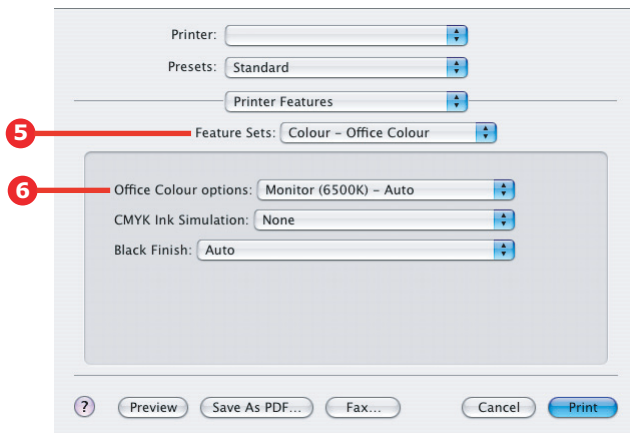 Printer:
Presets: Standard
Printer Features
5 Feature Sets: Colour – Office Colour
6 Office Colour options: Monitor (6500K) – Auto
CMYK Ink Simulation: None
Black Finish: Auto
? Preview Save As PDF... Fax... Cancel Print